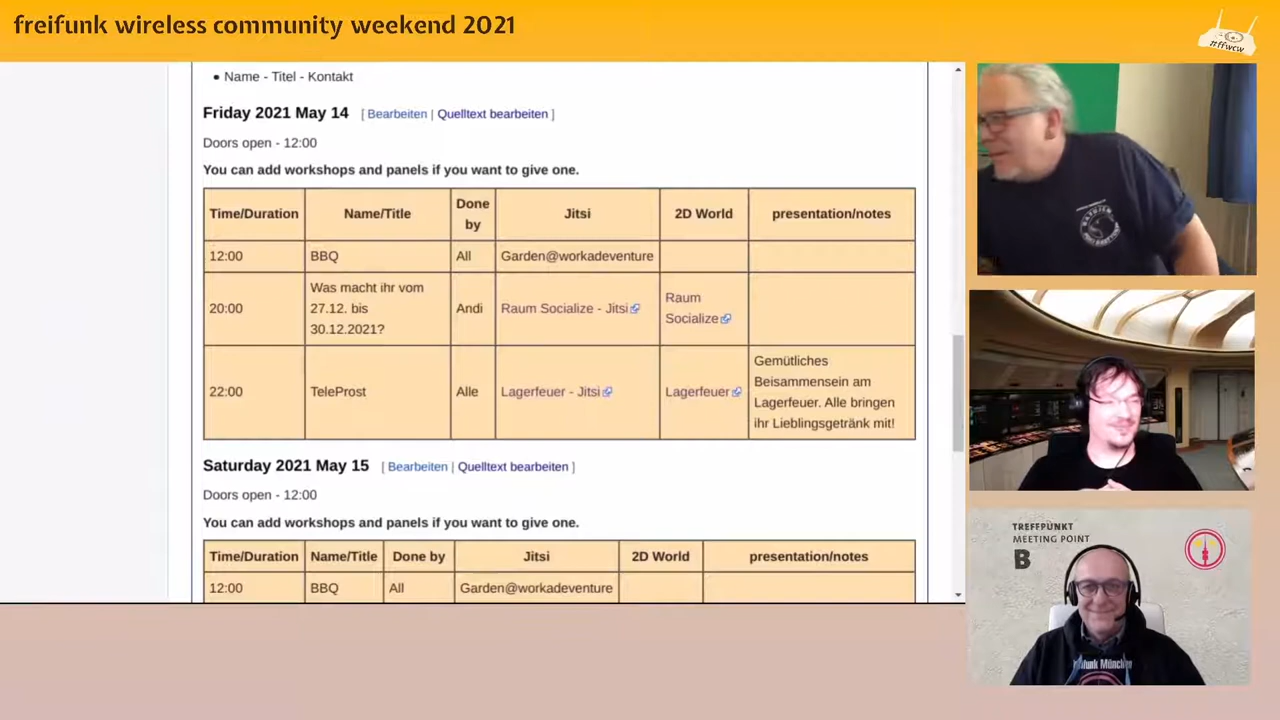 freifunk wireless community weekend 2021
#ffwcw
Name - Titel - Kontakt
Friday 2021 May 14 [ Bearbeiten | Quelltext bearbeiten ]
Doors open - 12:00
You can add workshops and panels if you want to give one.
Time/Duration Name/Title Done by Jitsi 2D World presentation/notes
12:00 BBQ All Garden@workadeventure
20:00 Was macht ihr vom 27.12. bis 30.12.2021? Andi Raum Socialize - Jitsi Raum Socialize
22:00 TeleProst Alle Lagerfeuer - Jitsi Lagerfeuer Gemütliches Beisammensein am Lagerfeuer. Alle bringen ihr Lieblingsgetränk mit!
Saturday 2021 May 15 [ Bearbeiten | Quelltext bearbeiten ]
Doors open - 12:00
You can add workshops and panels if you want to give one.
Time/Duration Name/Title Done by Jitsi 2D World presentation/notes
12:00 BBQ All Garden@workadeventure
TREFFPUNKT
MEETING POINT
B